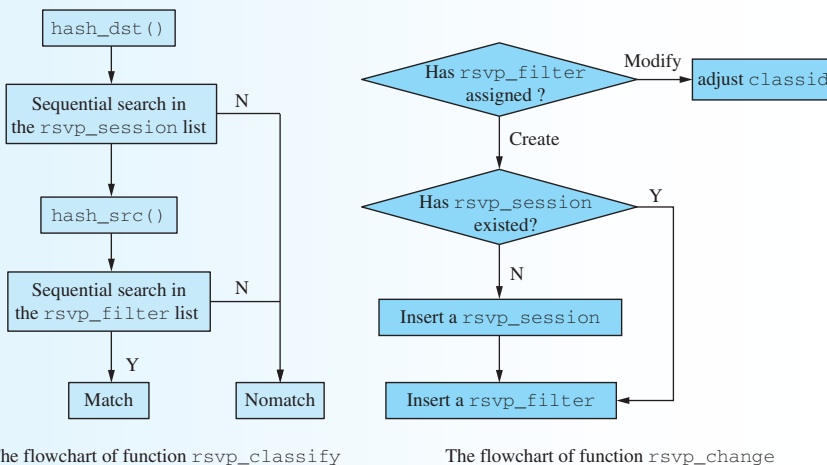 hash_dst()
Sequential search in
the rsvp_session list
N
hash_src()
Sequential search in
the rsvp_filter list
N
Y
Match
Nomatch
he flowchart of function rsvp_classify
Has rsvp_filter
assigned ?
Modify
adjust classid
Create
Has rsvp_session
existed?
Y
N
Insert a rsvp_session
Insert a rsvp_filter
The flowchart of function rsvp_change